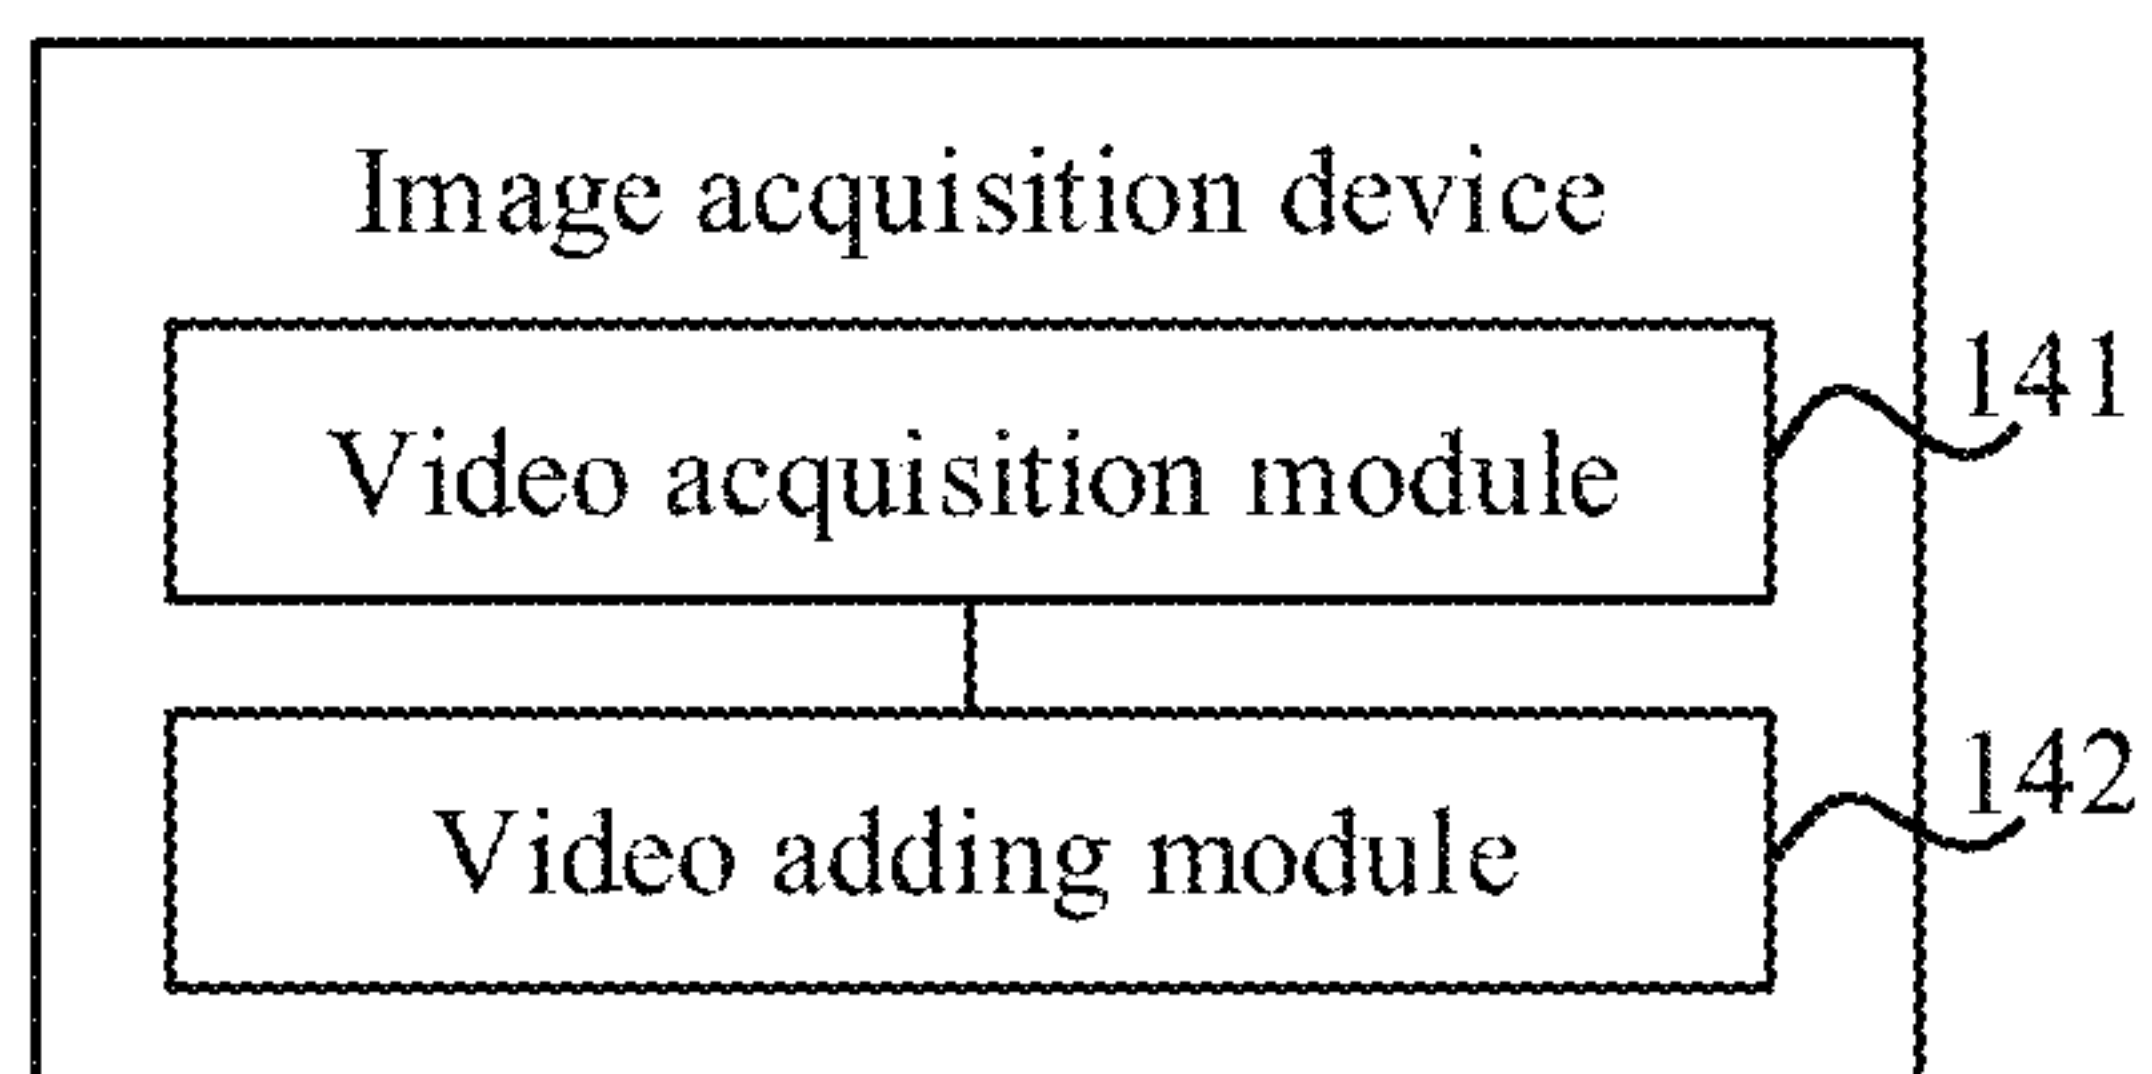 Image acquisition device
141
Video acquisition module
142
Video adding module